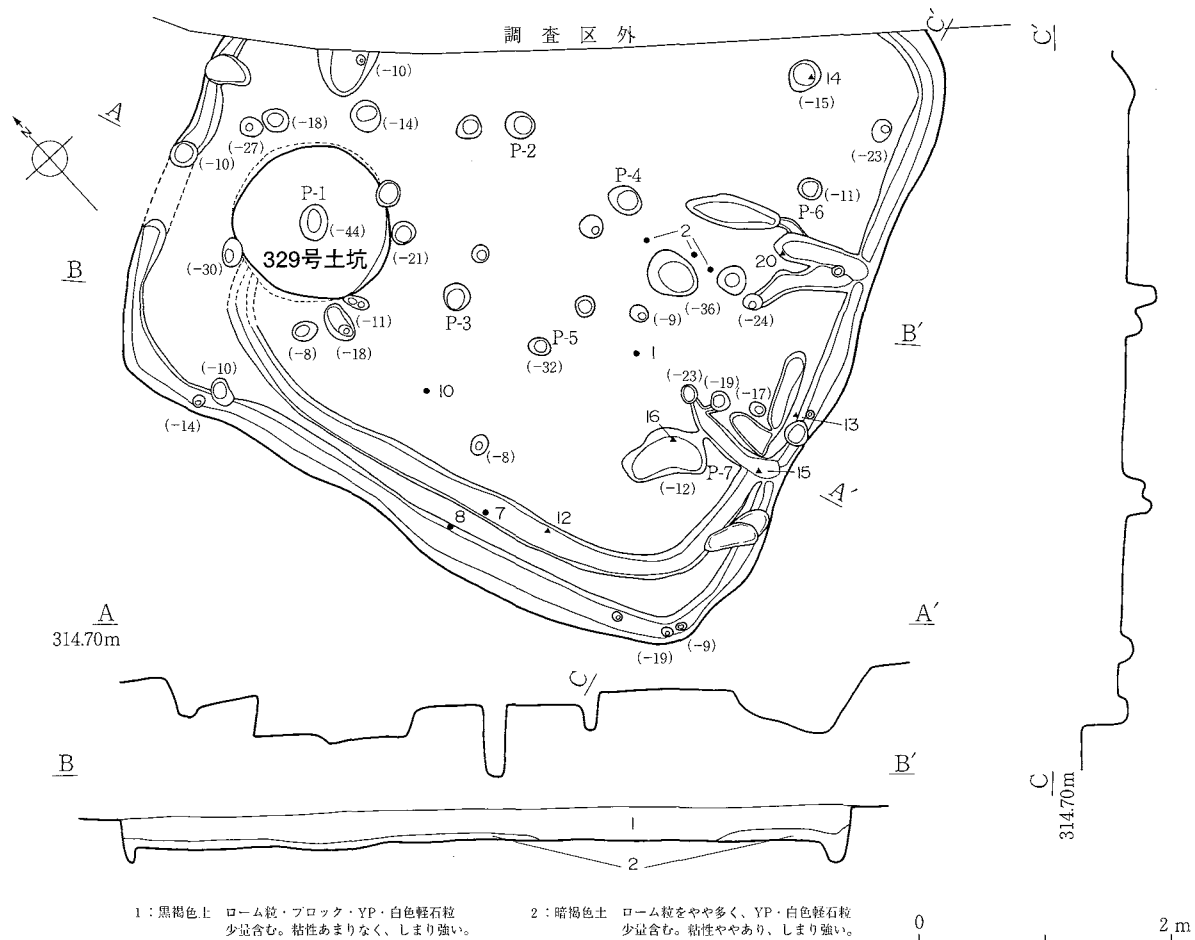 調査区外
C C' C'
(-10)
14
(-15)
A
(-18)
(-14)
(-27)
P-2
(-23)
(-10)
N
P-1
P-4
(-11)
P-6
(-44)
2
(-21)
329号土坑
20
(-30)
B
(-36)
(-24)
(-11)
P-3
(-9)
(-8)
(-18)
P-5
B'
(-32)
1
(-10)
10
(-23)
(-19)
(-17)
(-14)
16
13
(-8)
P-7
15
(-12)
A'
8
7
12
A
A'
314.70m
(-9)
(-19)
C
B
B'
C
314.70m
1
2
1:黒褐色土 ローム粒・ブロック・YP・白色軽石粒
少量含む。粘性あまりなく、しまり強い。
2:暗褐色土 ローム粒をやや多く、YP・白色軽石粒
少量含む。粘性ややあり、しまり強い。
0 2m